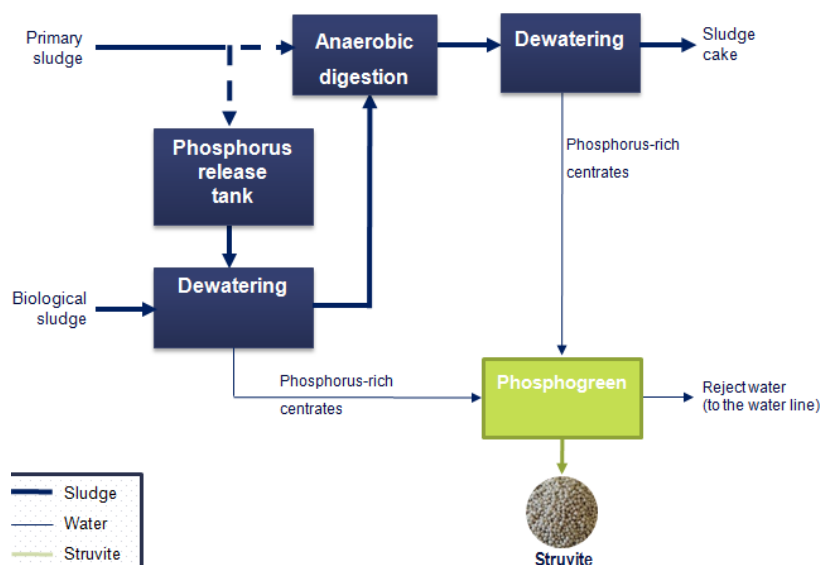 Primary
sludge
Anaerobic
digestion
Dewatering
Sludge
cake
Phosphorus
release
tank
Phosphorus-rich
centrates
Biological
sludge
Dewatering
Phosphorus-rich
centrates
Phosphogreen
Reject water
(to the water line)
Sludge
Water
Struvite
Struvite